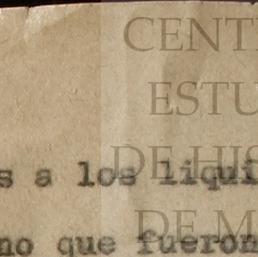 CENT
ESTU
DE HIS
s a los liqui
DE M
no que fueron